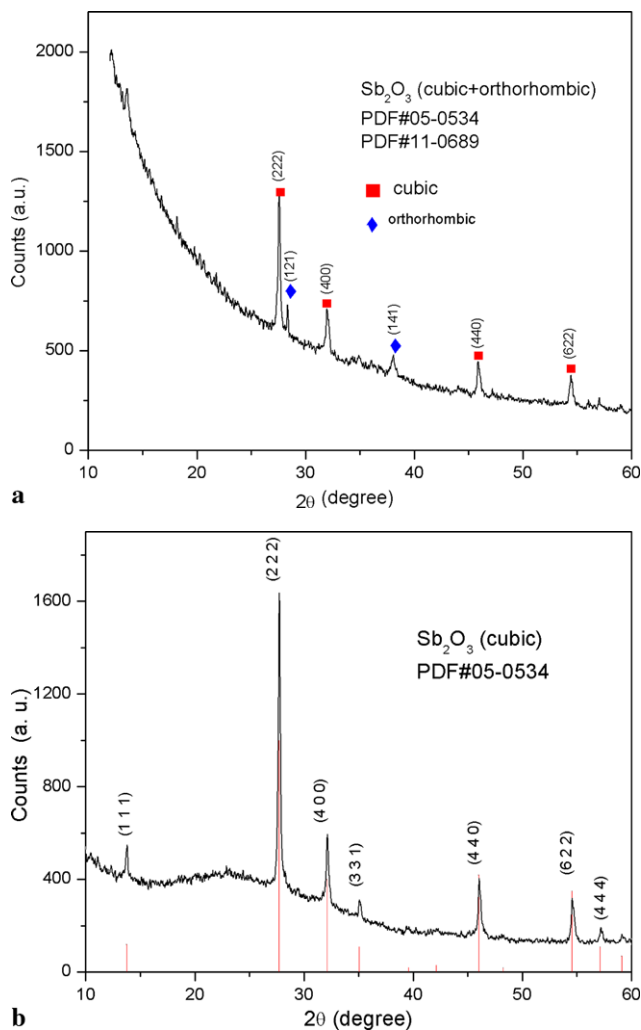 2000
1500
1000
750
500
250
0
Counts (a.u.)
Sb₂O₃ (cubic+orthorhombic)
PDF#05-0534
PDF#11-0689
cubic
orthorhombic
(222)
(121)
(400)
(141)
(440)
(622)
10 20 30 40 50 60
2θ (degree)
a
1600
1200
800
400
0
Counts (a. u.)
Sb₂O₃ (cubic)
PDF#05-0534
(1 1 1)
(2 2 2)
(4 0 0)
(3 3 1)
(4 4 0)
(6 2 2)
(4 4 4)
10 20 30 40 50 60
2θ (degree)
b